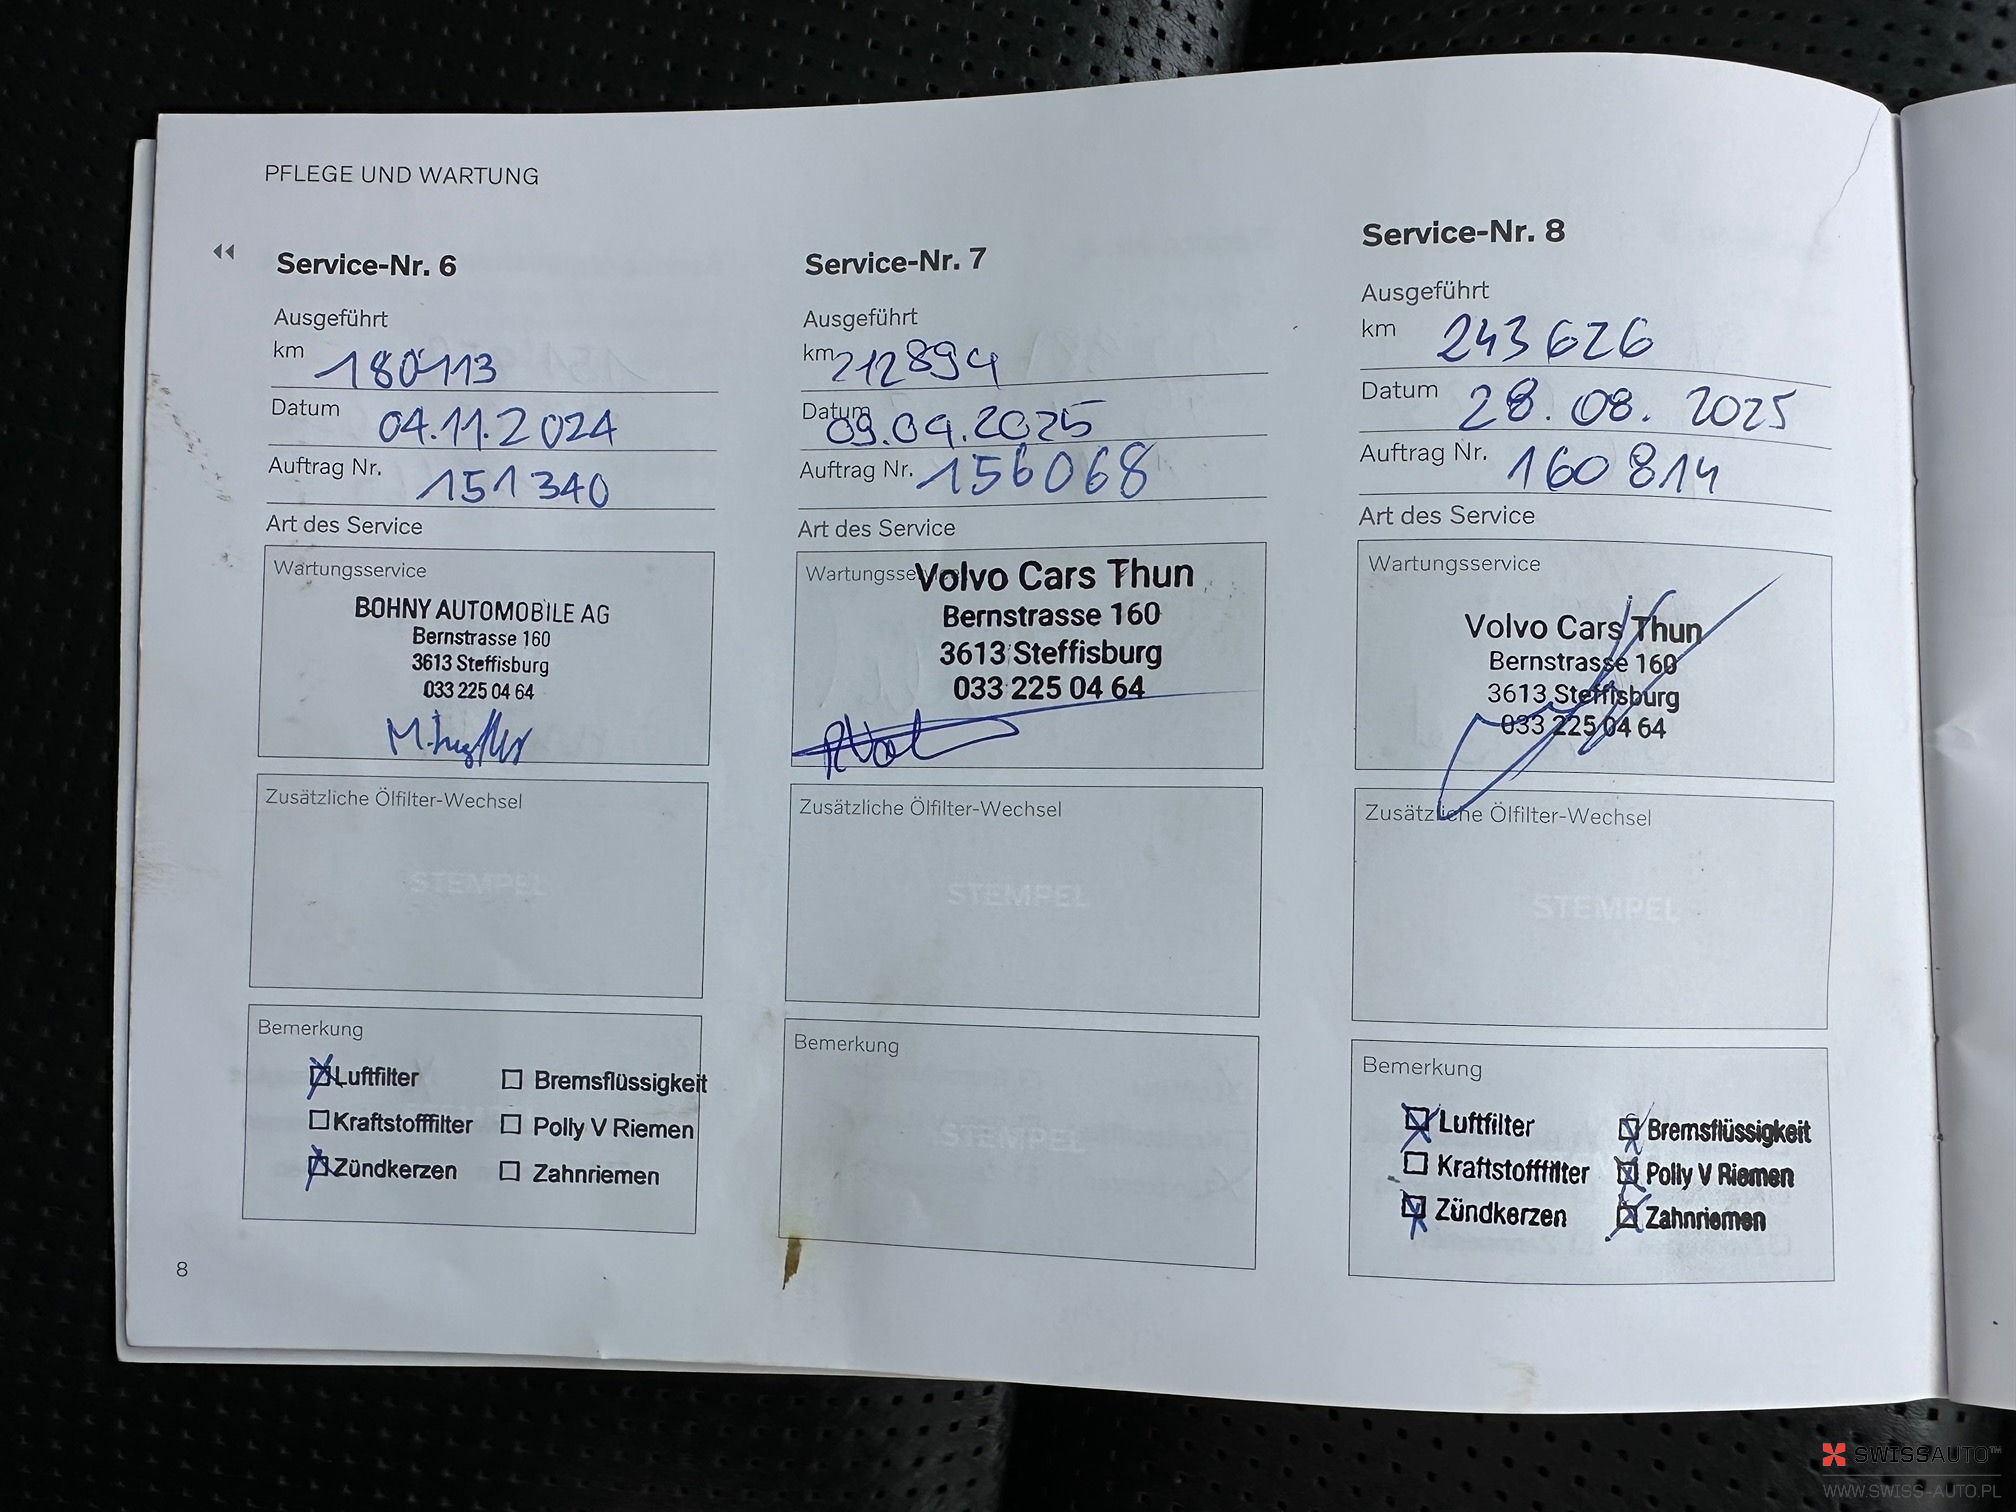 PFLEGE UND WARTUNG
Service-Nr. 6
Ausgeführt
km 180113
Datum 04.11.2024
Auftrag Nr. 151340
Art des Service
Wartungsservice
BOHNY AUTOMOBILE AG
Bernstrasse 160
3613 Steffisburg
033 225 04 64
Zusätzliche Ölfilter-Wechsel
STEMPEL
Bemerkung
Luftfilter
Bremsflüssigkeit
Kraftstoffffilter
Polly V Riemen
Zündkerzen
Zahnriemen
8
Service-Nr. 7
Ausgeführt
km 212894
Datum 09.04.2025
Auftrag Nr. 156068
Art des Service
Wartungsservice
Volvo Cars Thun
Bernstrasse 160
3613 Steffisburg
033 225 04 64
Zusätzliche Ölfilter-Wechsel
STEMPEL
Bemerkung
STEMPEL
Service-Nr. 8
Ausgeführt
km 243626
Datum 28.08.2025
Auftrag Nr. 160814
Art des Service
Wartungsservice
Volvo Cars Thun
Bernstrasse 160
3613 Steffisburg
033 225 04 64
Zusätzliche Ölfilter-Wechsel
STEMPEL
Bemerkung
Luftfilter
Bremsflüssigkeit
Kraftstoffffilter
Polly V Riemen
Zündkerzen
Zahnriemen
SWISSAUTO™
WWW.SWISS-AUTO.PL